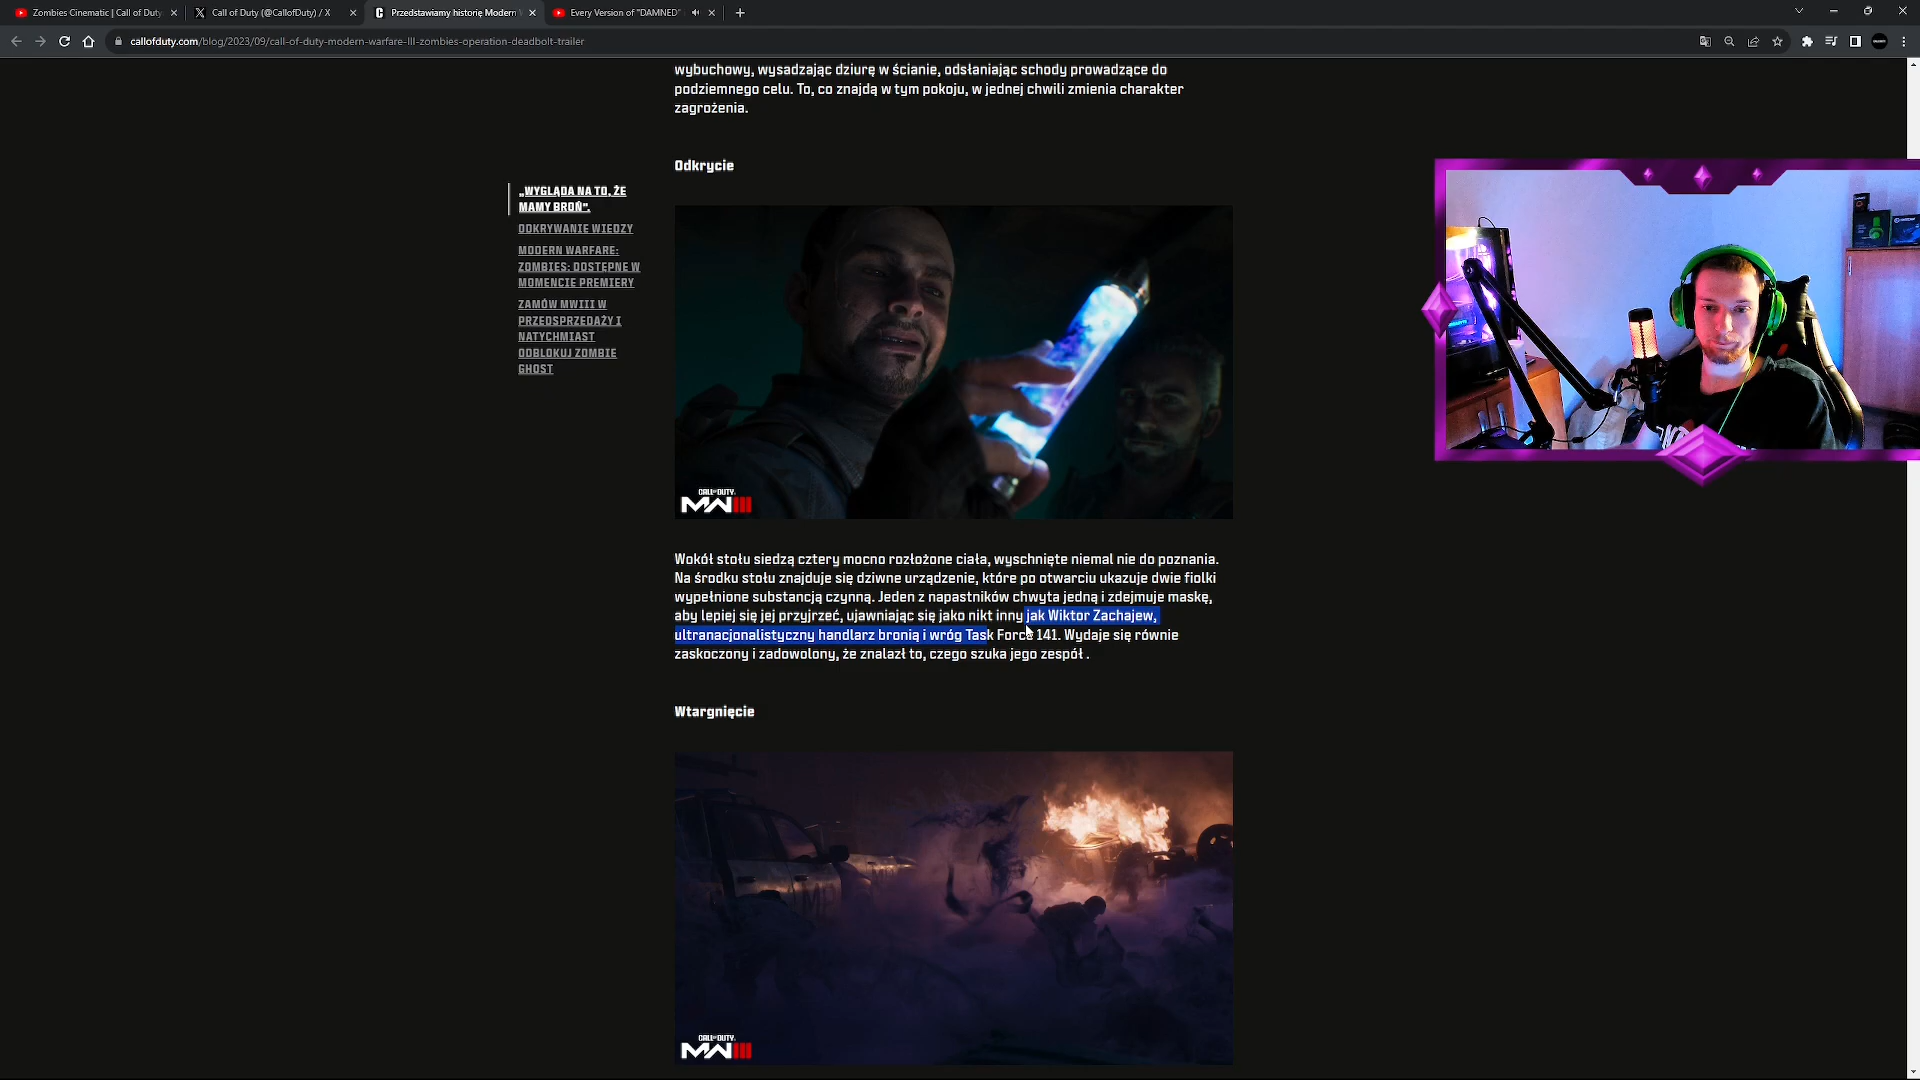 Zombies Cinematic | Call of Duty
Call of Duty (@CallofDuty) / X
Przedstawiamy historię Modern W
Every Version of "DAMNED"
callofduty.com/blog/2023/09/call-of-duty-modern-warfare-III-zombies-operation-deadbolt-trailer
wybuchowy, wysadzając dziurę w ścianie, odsłaniając schody prowadzące do
podziemnego celu. To, co znajdą w tym pokoju, w jednej chwili zmienia charakter
zagrożenia.
Odkrycie
„WYGLĄDA NA TO, ŻE
MAMY BROŃ".
ODKRYWANIE WIEDZY
MODERN WARFARE:
ZOMBIES: DOSTĘPNE W
MOMENCIE PREMIERY
ZAMÓW MWIII W
PRZEDSPRZEDAŻY I
NATYCHMIAST
ODBLOKUJ ZOMBIE
GHOST
CALL OF DUTY
MWIII
Wokół stołu siedzą cztery mocno rozłożone ciała, wyschnięte niemal nie do poznania.
Na środku stołu znajduje się dziwne urządzenie, które po otwarciu ukazuje dwie fiolki
wypełnione substancją czynną. Jeden z napastników chwyta jedną i zdejmuje maskę,
aby lepiej się jej przyjrzeć, ujawniając się jako nikt inny jak Wiktor Zachajew,
ultranacjonalistyczny handlarz bronią i wróg Task Force 141. Wydaje się równie
zaskoczony i zadowolony, że znalazł to, czego szuka jego zespół .
Wtargnięcie
CALL OF DUTY
MWIII